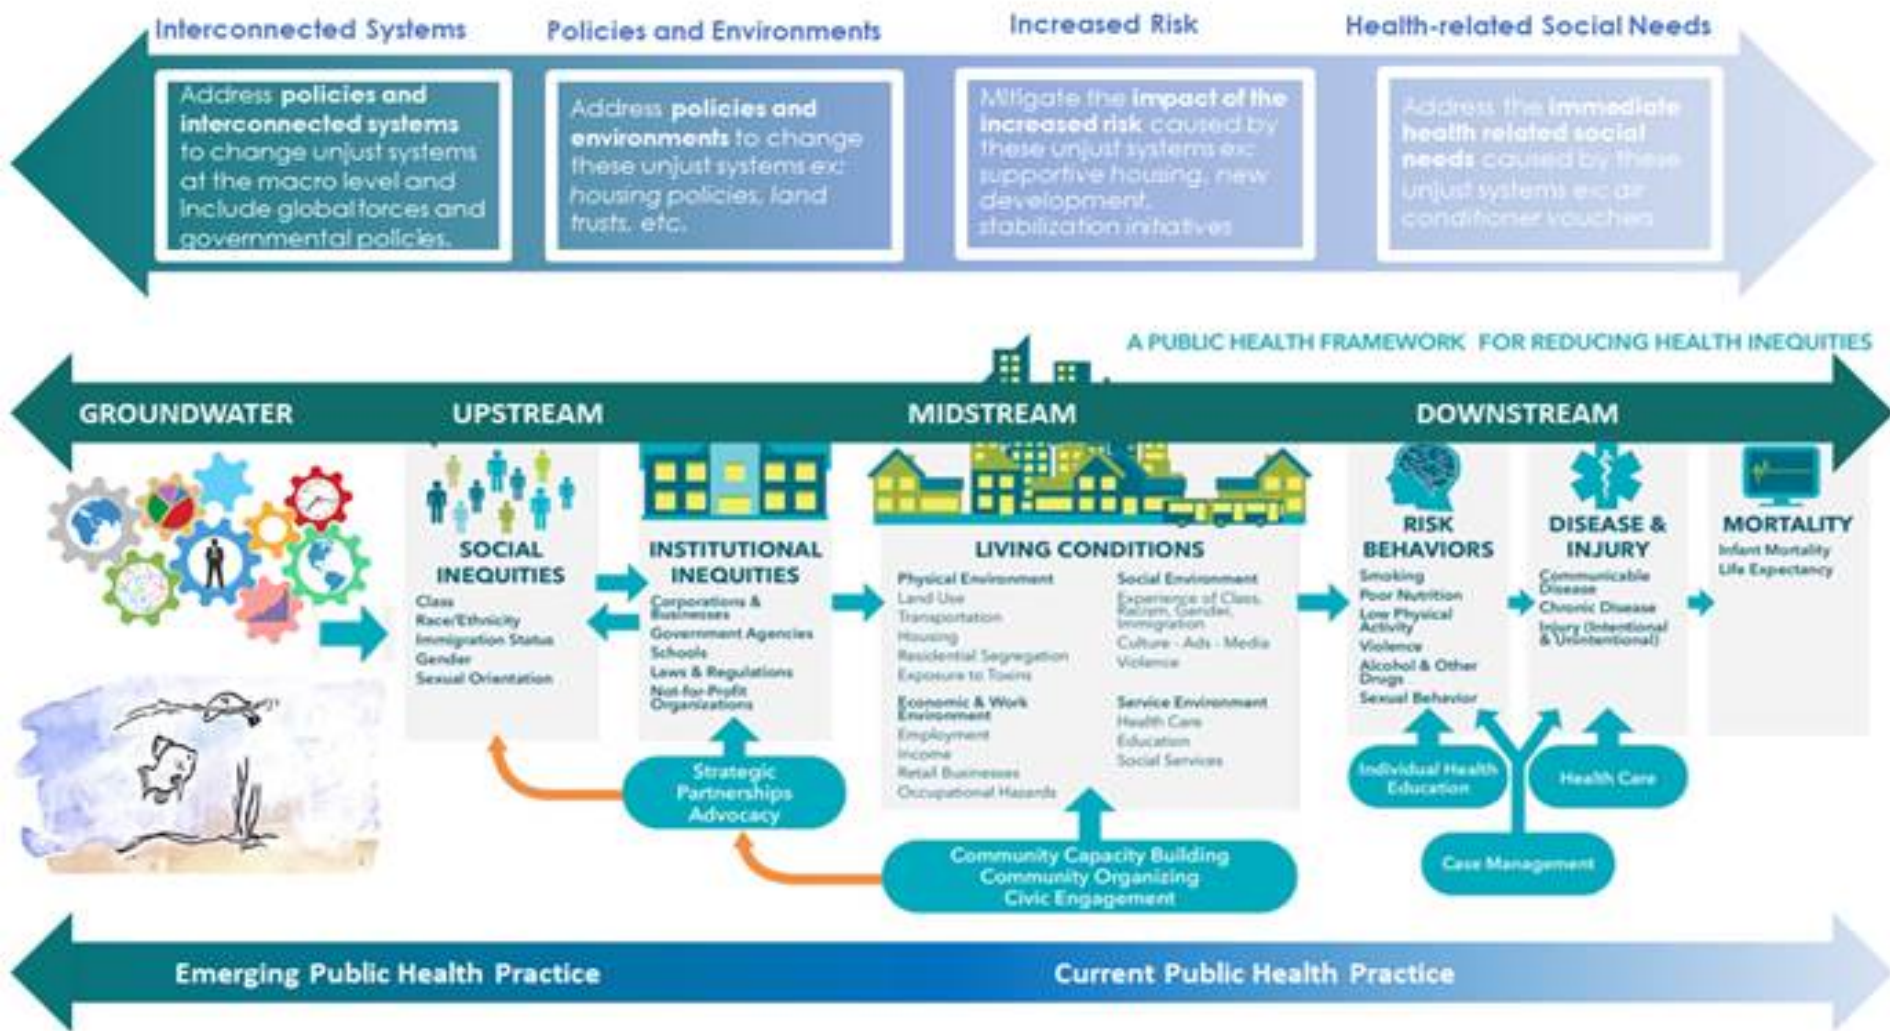 Interconnected Systems
Policies and Environments
Increased Risk
Health-related Social Needs
Address policies and
interconnected systems
to change unjust systems
at the macro level and
include global forces and
governmental policies.
Address policies and
environments to change
these unjust systems ex:
housing policies, land
trusts, etc.
Mitigate the impact of the
increased risk caused by
these unjust systems ex:
supportive housing, new
development,
stabilization initiatives
Address the immediate
health related social
needs caused by these
unjust systems ex: air
conditioner vouchers
A PUBLIC HEALTH FRAMEWORK FOR REDUCING HEALTH INEQUITIES
GROUNDWATER
UPSTREAM
MIDSTREAM
DOWNSTREAM
SOCIAL
INEQUITIES
Class
Race/Ethnicity
Immigration Status
Gender
Sexual Orientation
INSTITUTIONAL
INEQUITIES
Corporations &
Businesses
Government Agencies
Schools
Laws & Regulations
Not-for-Profit
Organizations
Strategic
Partnerships
Advocacy
LIVING CONDITIONS
Physical Environment
Land Use
Transportation
Housing
Residential Segregation
Exposure to Toxins
Economic & Work
Environment
Employment
Income
Retail Businesses
Occupational Hazards
Social Environment
Experience of Class,
Racism, Gender,
Immigration
Culture - Ads - Media
Violence
Service Environment
Health Care
Education
Social Services
Community Capacity Building
Community Organizing
Civic Engagement
RISK
BEHAVIORS
Smoking
Poor Nutrition
Low Physical
Activity
Violence
Alcohol & Other
Drugs
Sexual Behavior
DISEASE &
INJURY
Communicable
Disease
Chronic Disease
Injury (Intentional
& Unintentional)
MORTALITY
Infant Mortality
Life Expectancy
Individual Health
Education
Health Care
Case Management
Emerging Public Health Practice
Current Public Health Practice